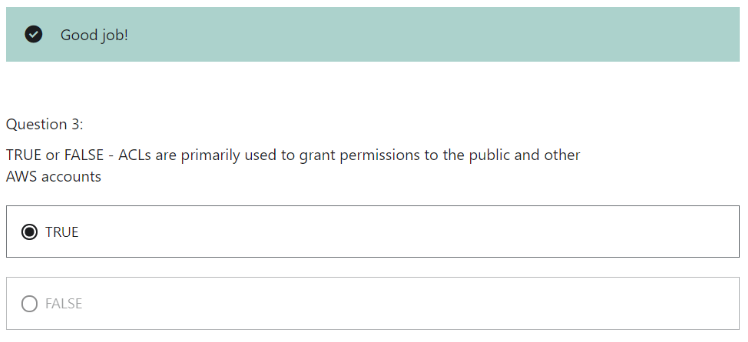 Good job!
Question 3:
TRUE or FALSE - ACLs are primarily used to grant permissions to the public and other
AWS accounts
TRUE
FALSE